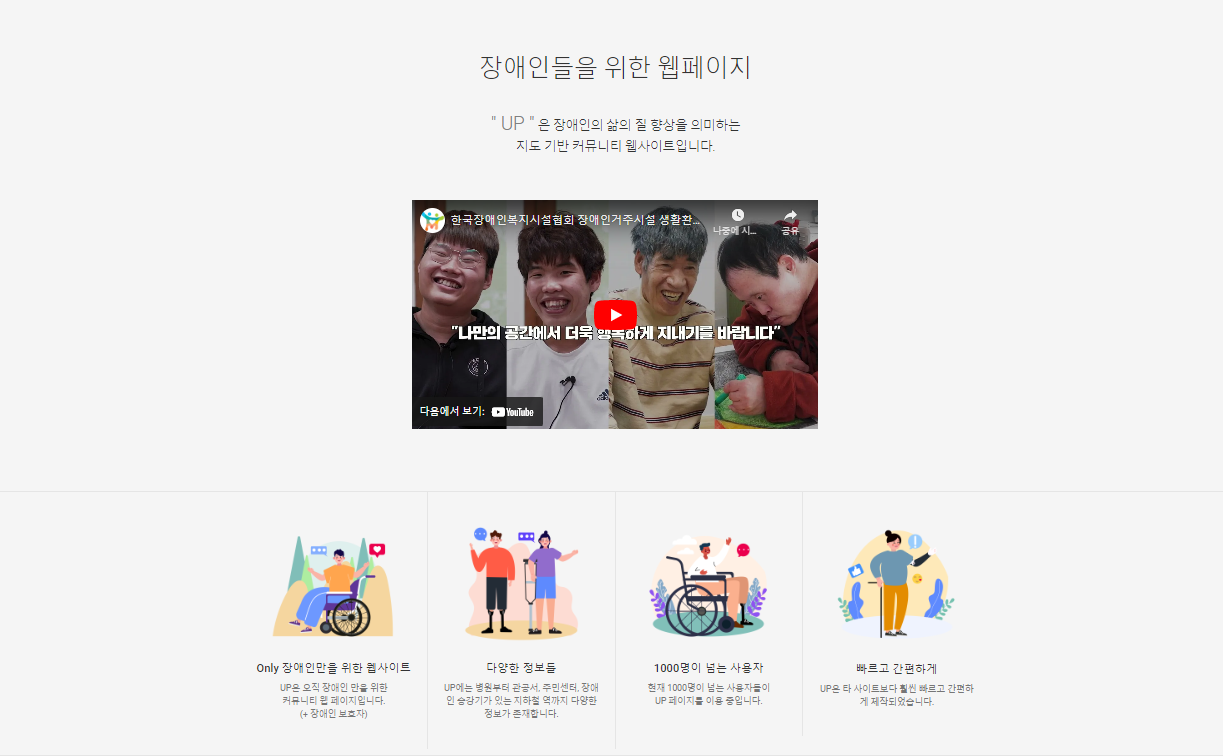 장애인들을 위한 웹페이지
" UP " 은 장애인의 삶의 질 향상을 의미하는
지도 기반 커뮤니티 웹사이트입니다.
한국장애인복지시설협회 장애인거주시설 생활환...
나중에 시...
공유
"나만의 공간에서 더욱 행복하게 지내기를 바랍니다"
다음에서 보기: YouTube
Only 장애인만을 위한 웹사이트
UP은 오직 장애인 만을 위한
커뮤니티 웹 페이지입니다.
(+ 장애인 보호자)
다양한 정보들
UP에는 병원부터 관공서, 주민센터, 장애
인 승강기가 있는 지하철 역까지 다양한
정보가 존재합니다.
1000명이 넘는 사용자
현재 1000명이 넘는 사용자들이
UP 페이지를 이용 중입니다.
빠르고 간편하게
UP은 타 사이트보다 훨씬 빠르고 간편하
게 제작되었습니다.